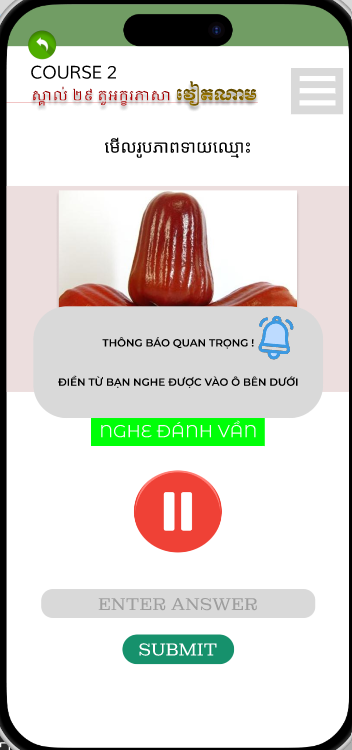 COURSE 2
ស្គាល់ ២៩ តួអក្ខរភាសា វៀតណាម
មើលរូបភាពទាយឈ្មោះ
THÔNG BÁO QUAN TRỌNG !
ĐIỀN TỪ BẠN NGHE ĐƯỢC VÀO Ô BÊN DƯỚI
NGHE ĐÁNH VẦN
ENTER ANSWER
SUBMIT